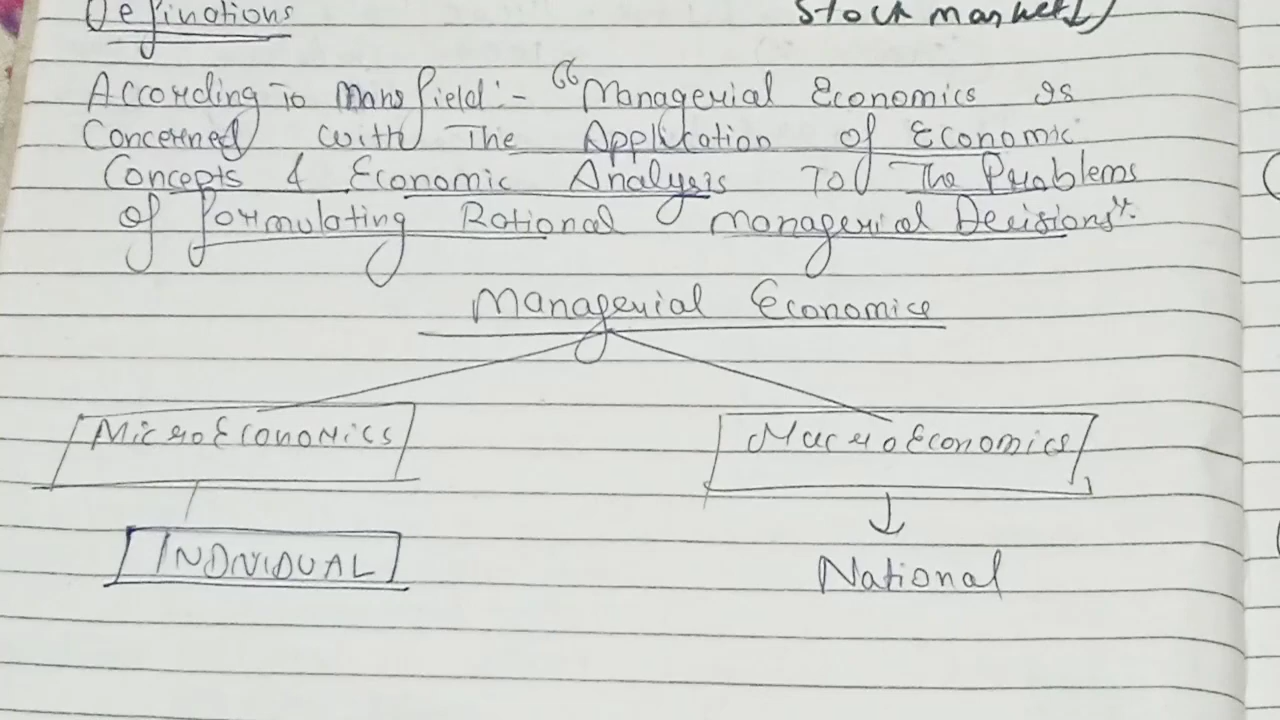 Definations
Stock market)
According To Mansfield:- "Managerial Economics is
Concerned with The Application of Economic
Concepts & Economic Analysis To The Problems
of formulating Rational managerial Decisions".
Managerial Economics
MicroEconomics
MacroEconomics
INDIVIDUAL
National